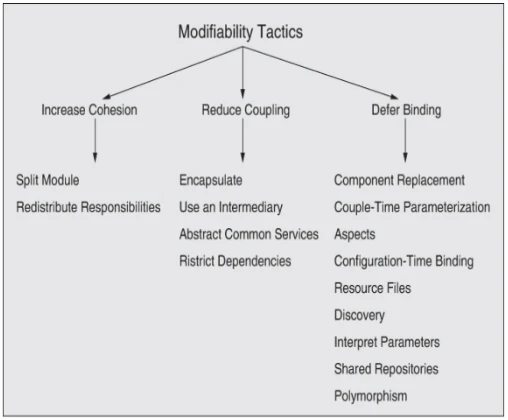 Modifiability Tactics
Increase Cohesion
Reduce Coupling
Defer Binding
Split Module
Redistribute Responsibilities
Encapsulate
Use an Intermediary
Abstract Common Services
Ristrict Dependencies
Component Replacement
Couple-Time Parameterization
Aspects
Configuration-Time Binding
Resource Files
Discovery
Interpret Parameters
Shared Repositories
Polymorphism